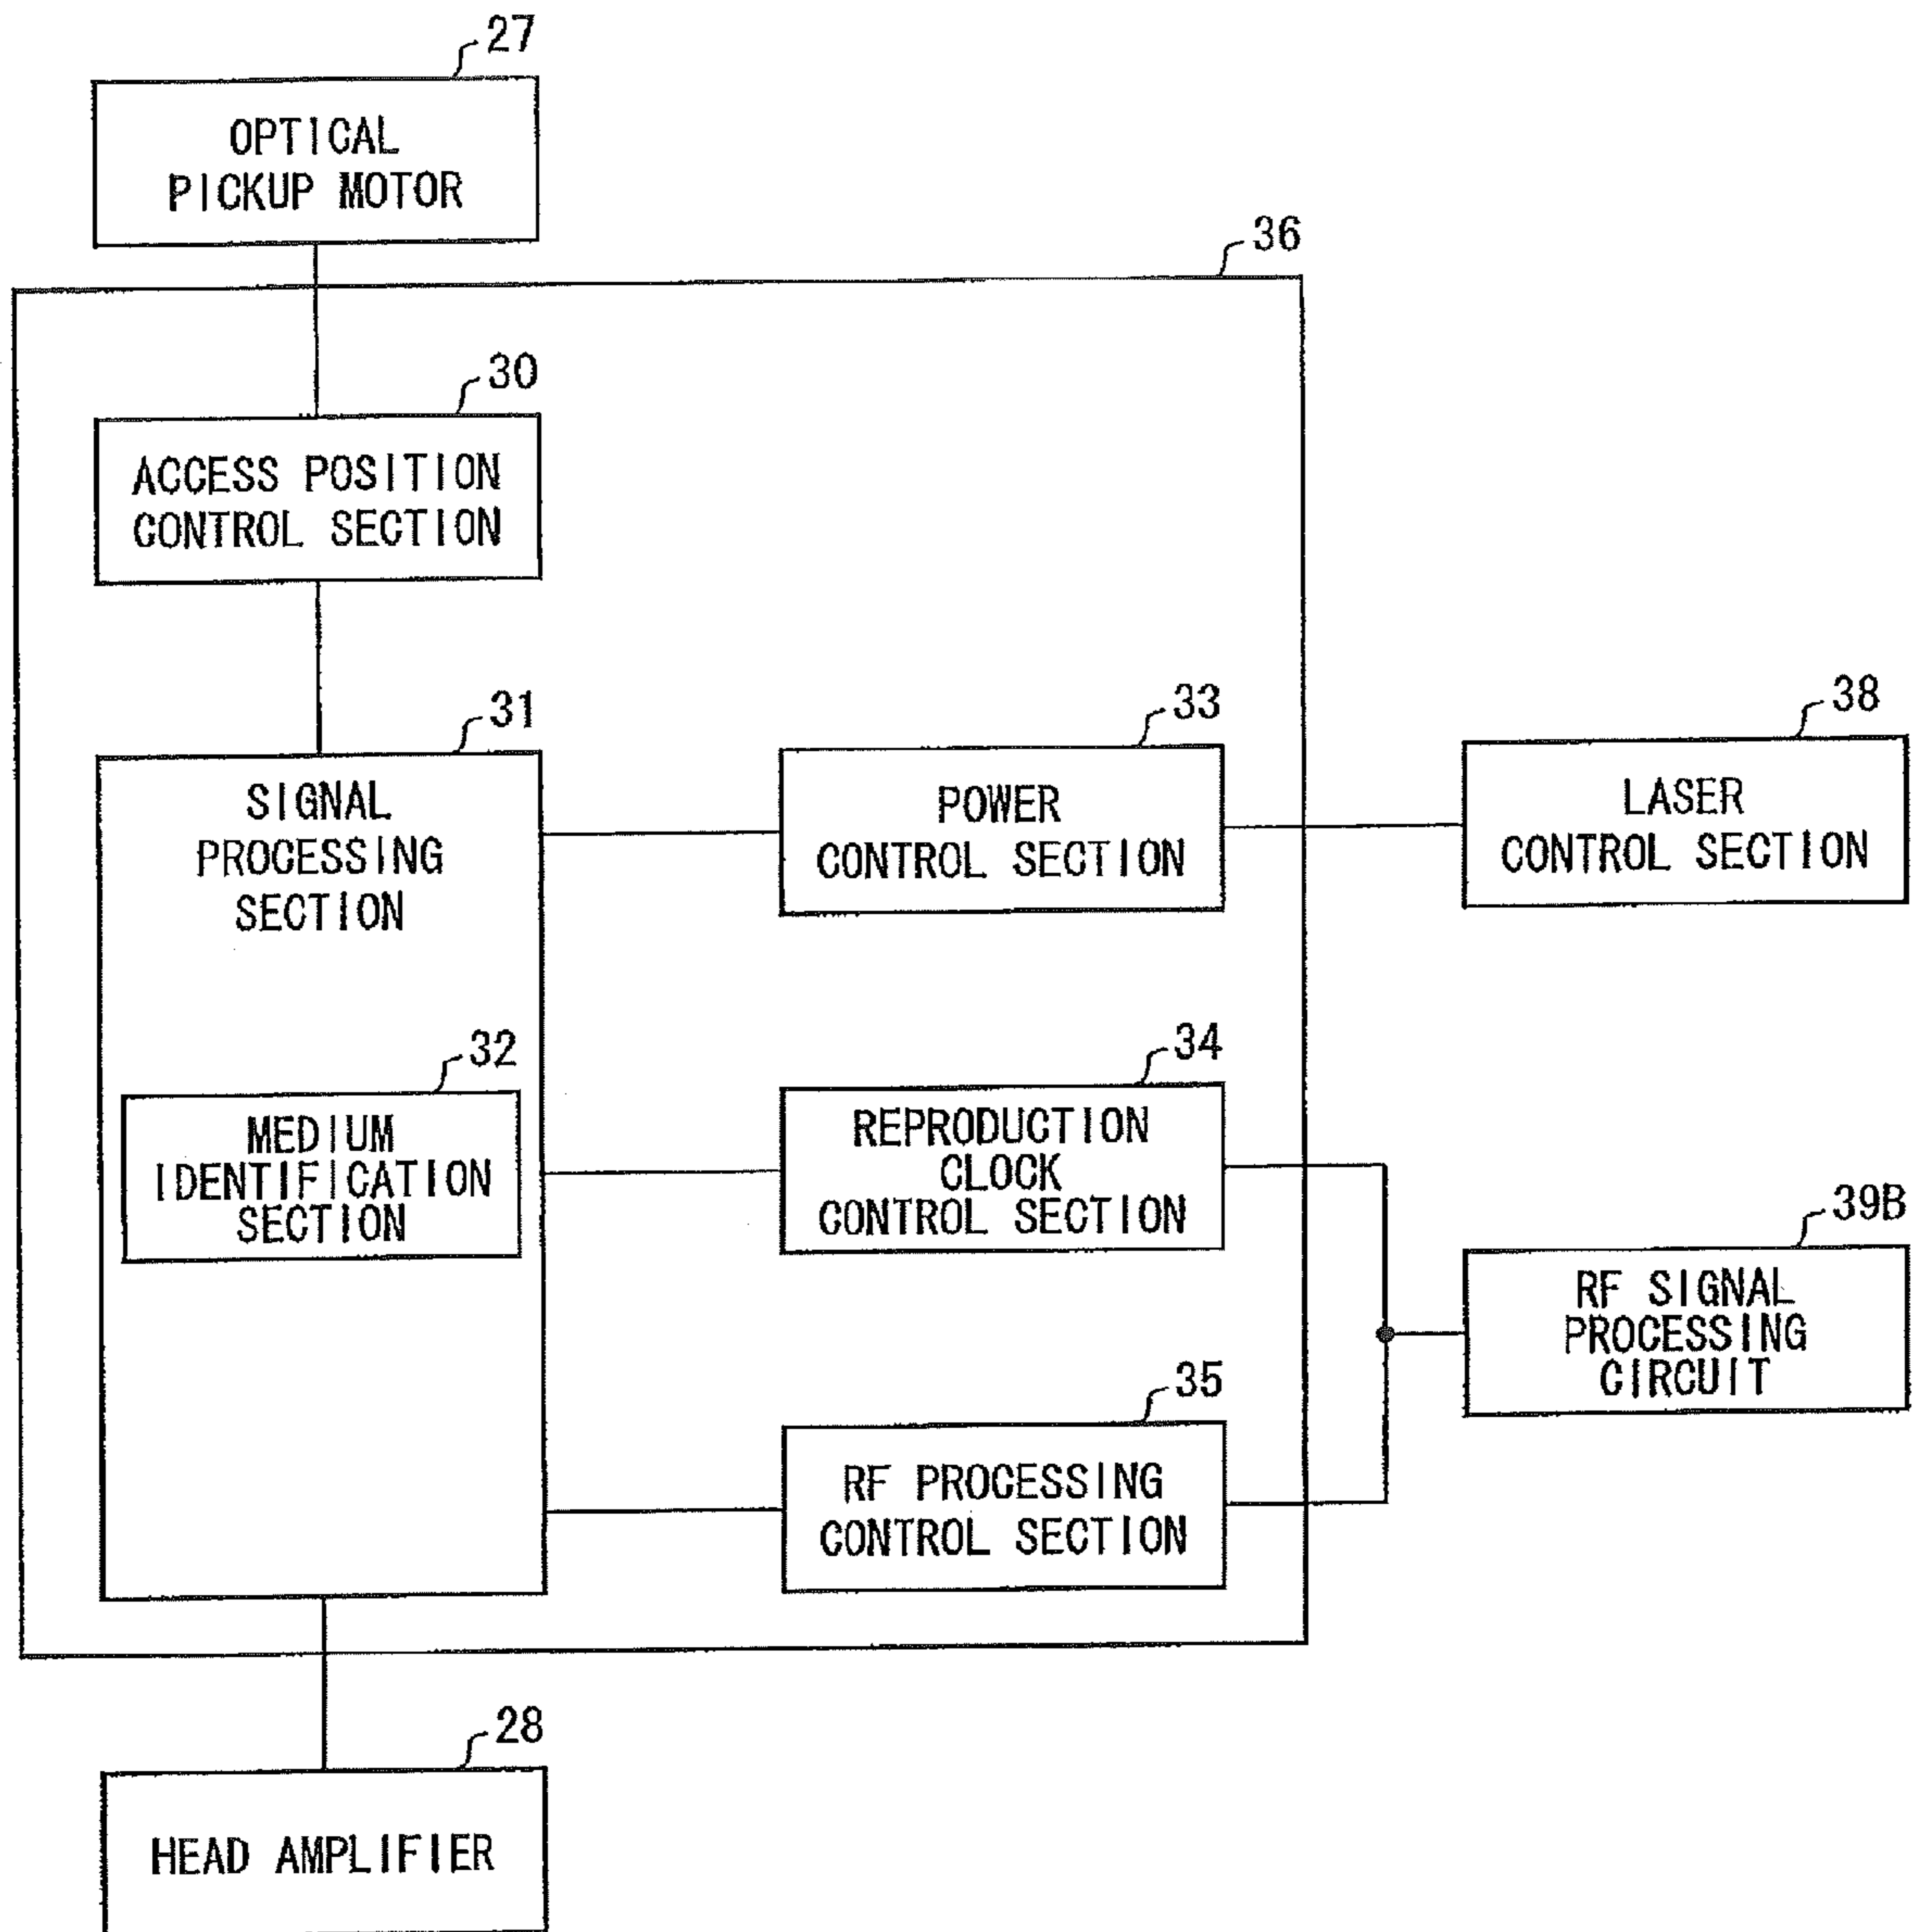 27
OPTICAL
PICKUP MOTOR
36
30
ACCESS POSITION
CONTROL SECTION
31
SIGNAL
PROCESSING
SECTION
33
POWER
CONTROL SECTION
38
LASER
CONTROL SECTION
32
MEDIUM
IDENTIFICATION
SECTION
34
REPRODUCTION
CLOCK
CONTROL SECTION
39B
RF SIGNAL
PROCESSING
CIRCUIT
35
RF PROCESSING
CONTROL SECTION
28
HEAD AMPLIFIER